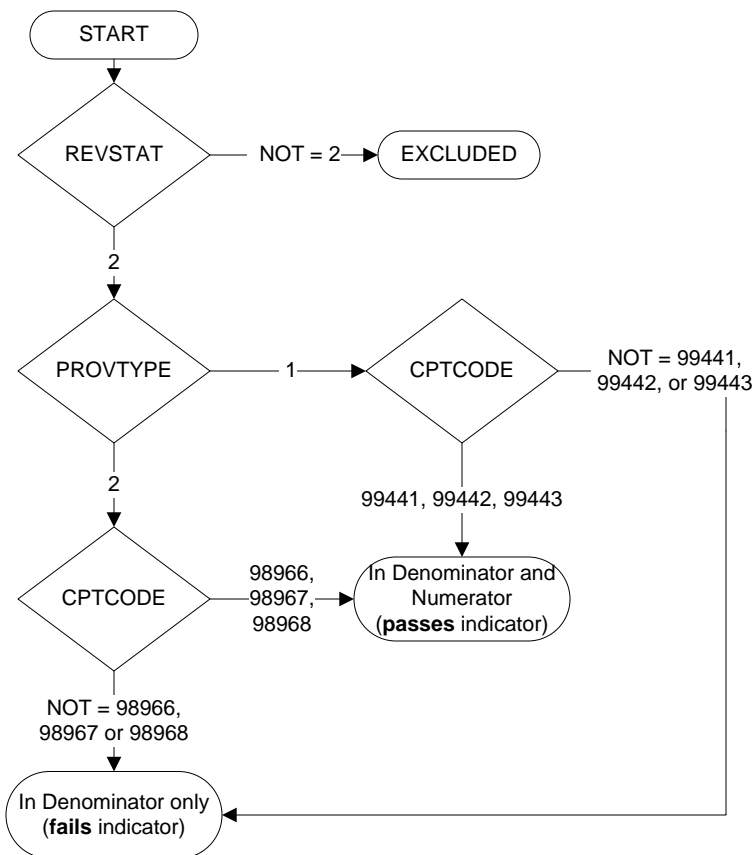 START
REVSTAT
NOT = 2
EXCLUDED
2
PROVTYPE
1
CPTCODE
NOT = 99441,
99442, or 99443
2
99441, 99442, 99443
CPTCODE
98966,
98967,
98968
In Denominator and
Numerator
(passes indicator)
NOT = 98966,
98967 or 98968
In Denominator only
(fails indicator)